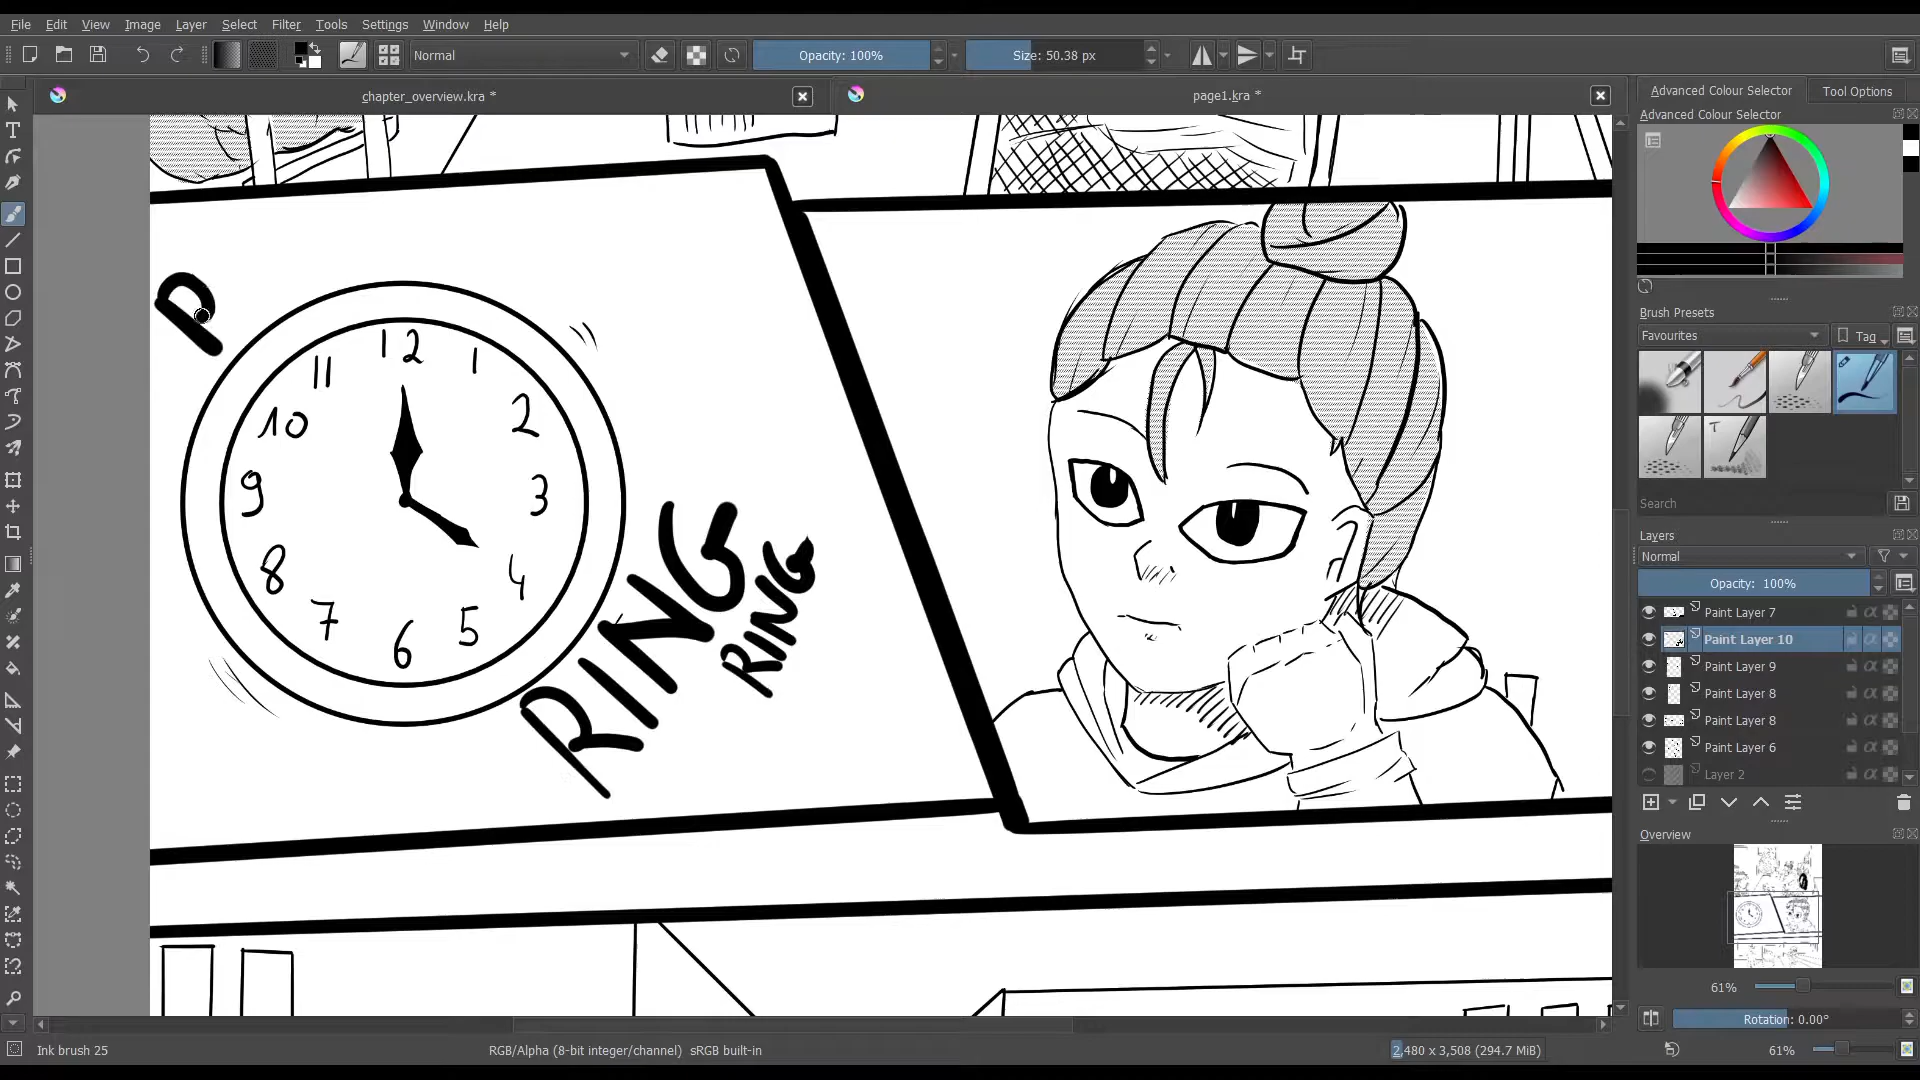 File Edit View Image Layer Select Filter Tools Settings Window Help
Normal Opacity: 100% Size: 50.38 px
chapter_overview.kra * page1.kra *
Advanced Colour Selector Tool Options
Advanced Colour Selector
12
1
2
3
4
5
6
7
8
9
10
11
RING
RING
Brush Presets
Favourites Tag
T
Search
Layers
Normal
Opacity: 100%
Paint Layer 7
Paint Layer 10
Paint Layer 9
Paint Layer 8
Paint Layer 8
Paint Layer 6
Layer 2
Overview
61%
Rotation: 0.00°
Ink brush 25 RGB/Alpha (8-bit integer/channel) sRGB built-in 2,480 x 3,508 (294.7 MiB) 61%